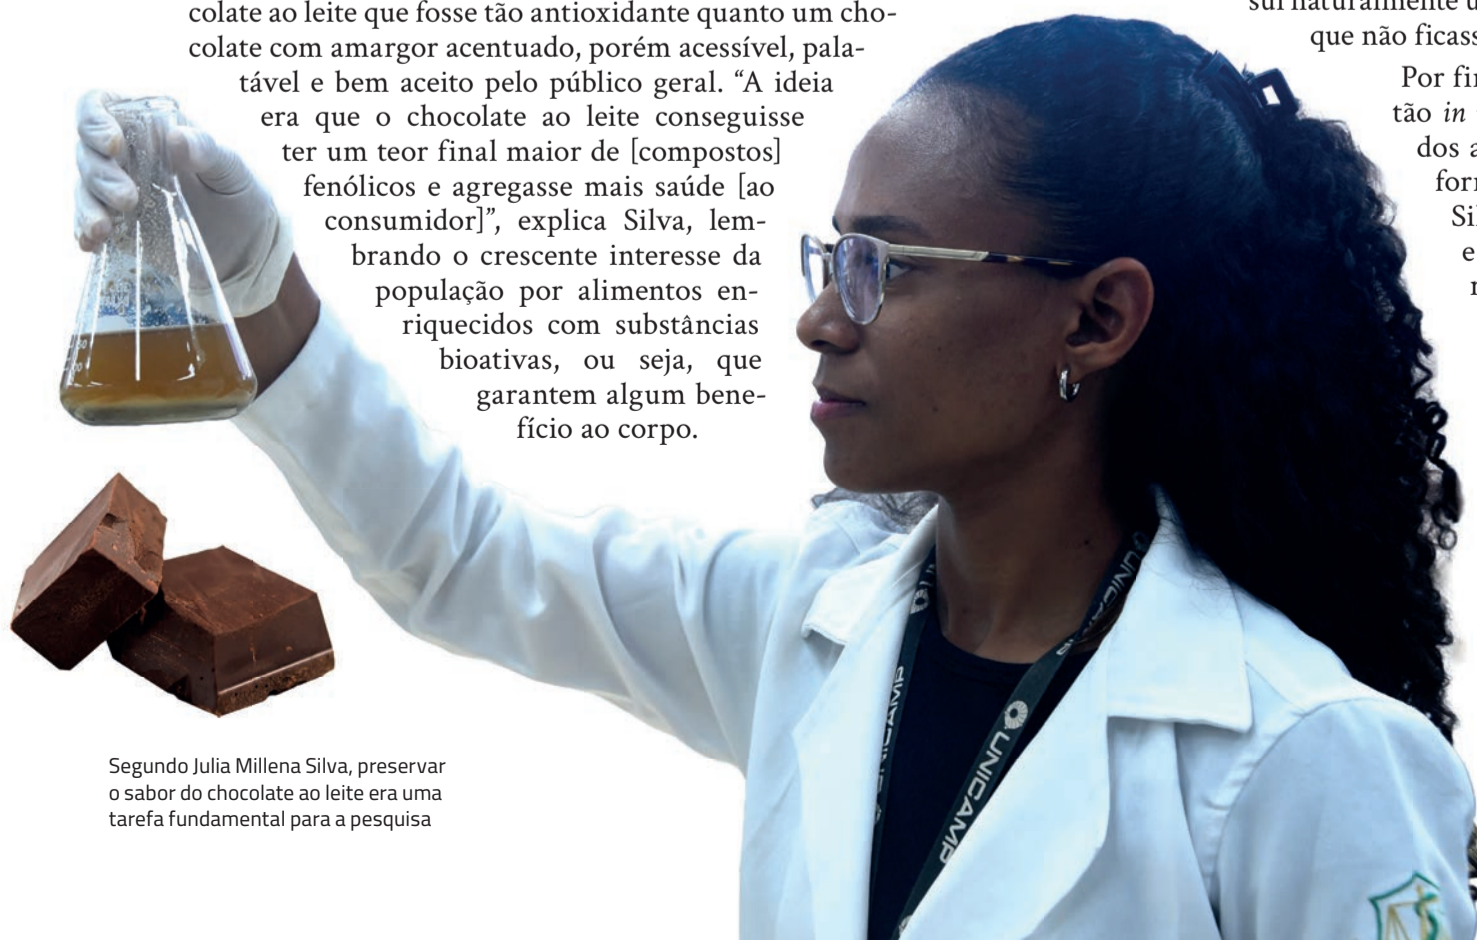 colate ao leite que fosse tão antioxidante quanto um cho-
colate com amargor acentuado, porém acessível, pala-
tável e bem aceito pelo público geral. “A ideia
era que o chocolate ao leite conseguisse
ter um teor final maior de [compostos]
fenólicos e agregasse mais saúde [ao
consumidor]”, explica Silva, lem-
brando o crescente interesse da
população por alimentos en-
riquecidos com substâncias
bioativas, ou seja, que
garantem algum bene-
fício ao corpo.
Segundo Julia Millena Silva, preservar
o sabor do chocolate ao leite era uma
tarefa fundamental para a pesquisa
naturalmente
que não ficass
Por fi
tão in
dos a
for
Si
e
UNICAMP
UNICAMP
UNICAMP